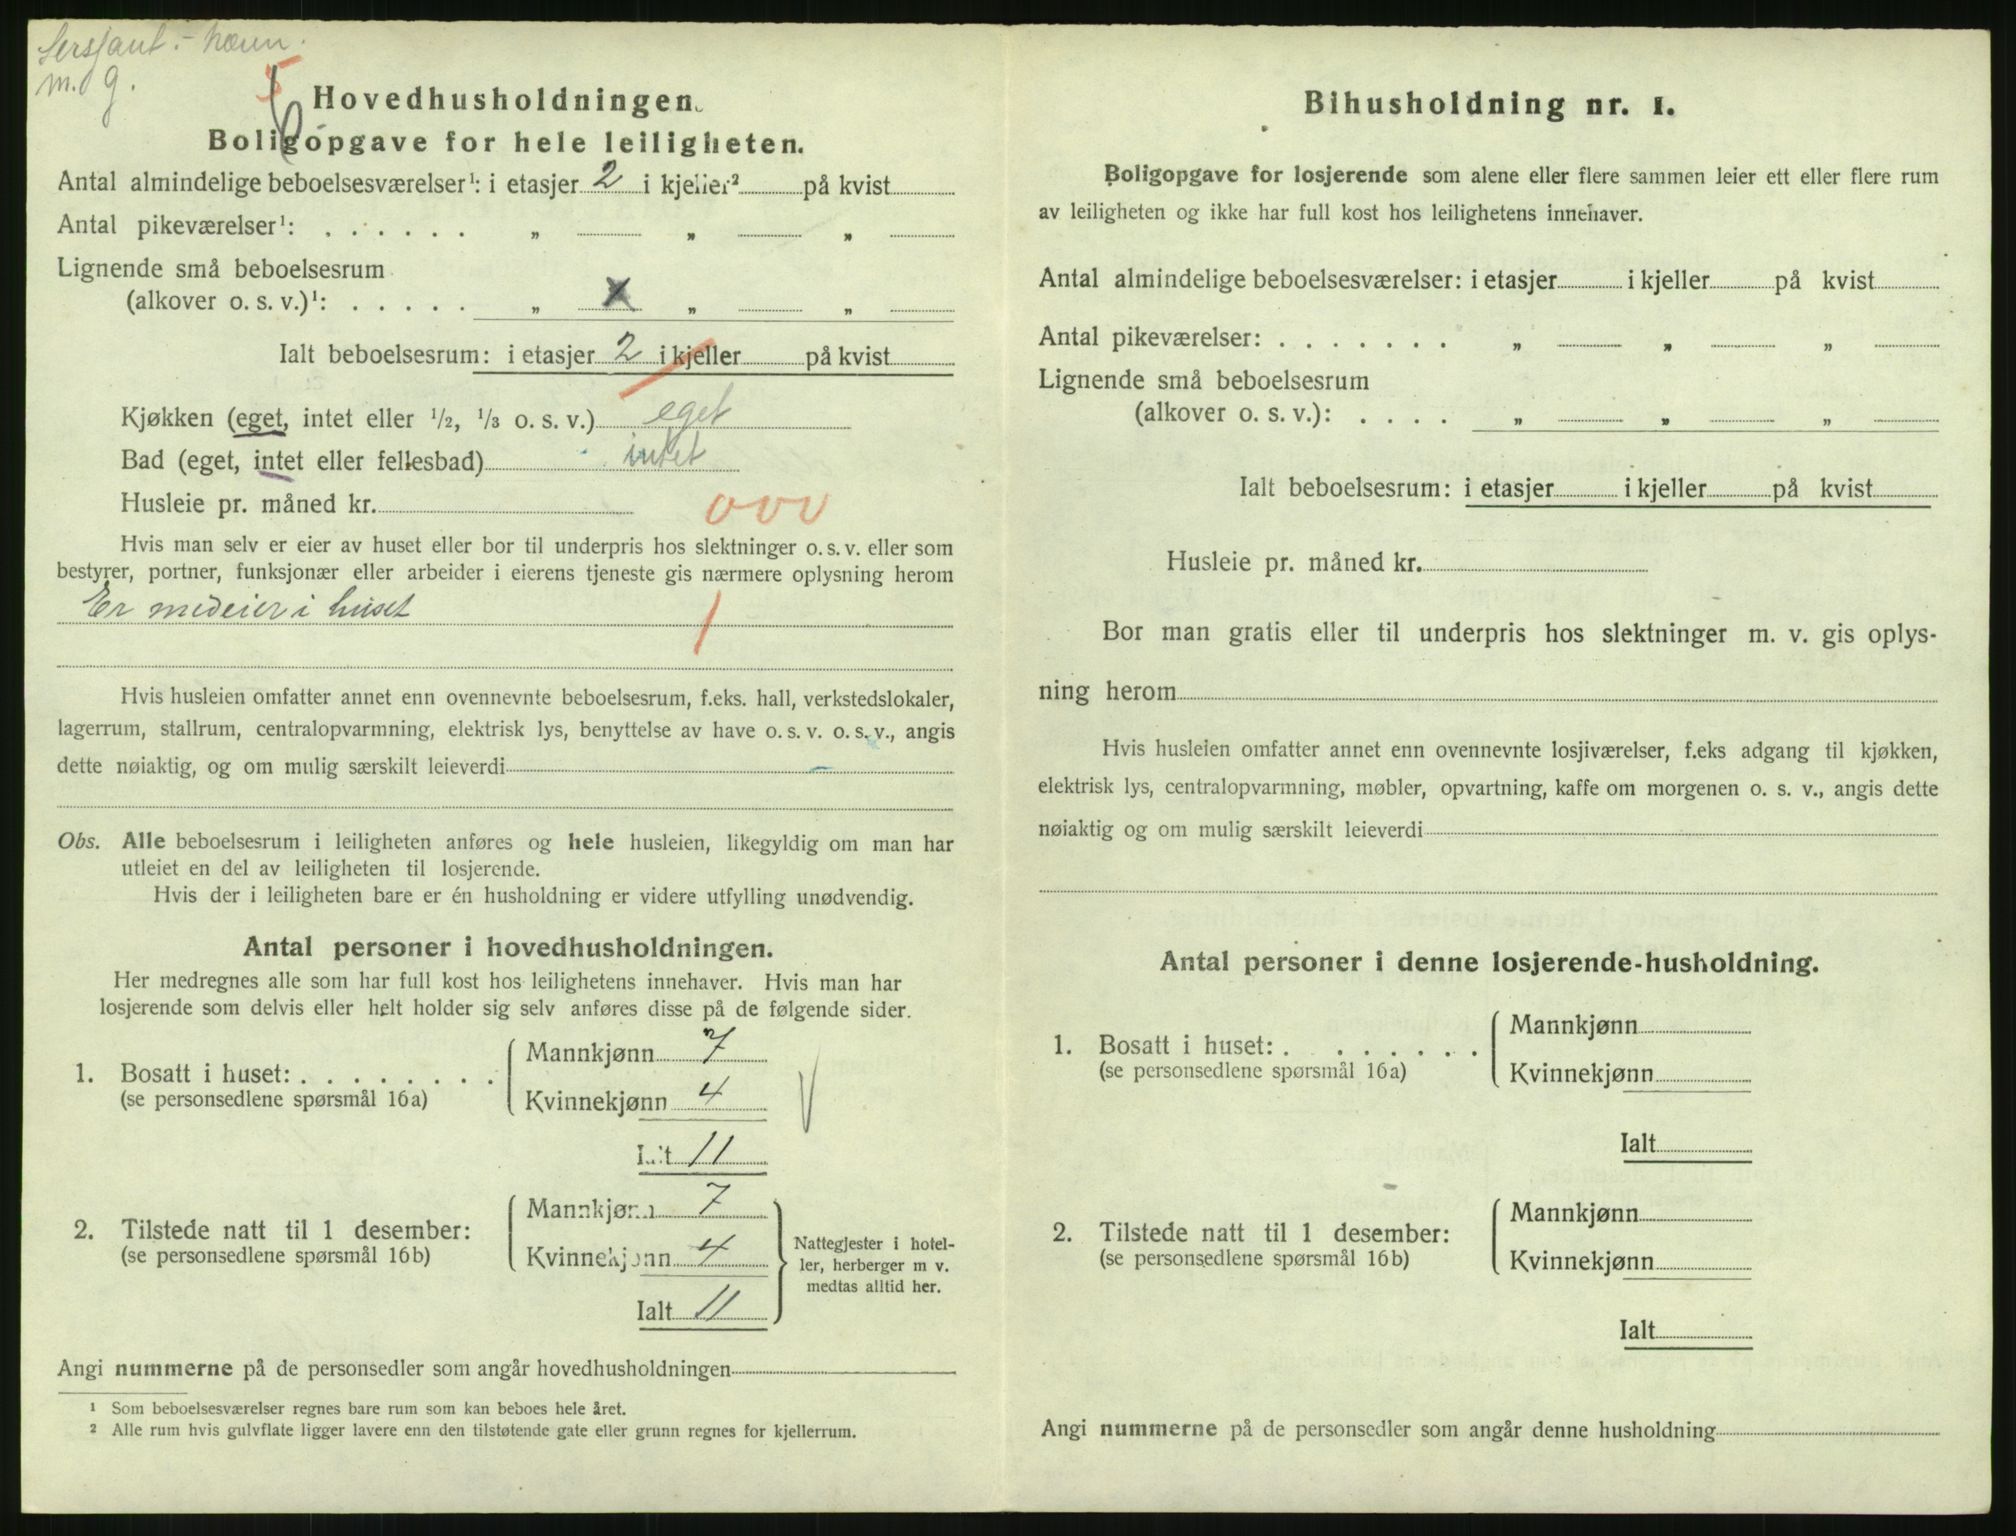 Sersjant.-
m. g.
5
6
Hovedhusholdningen.
Boligopgave for hele leiligheten.
Antal almindelige beboelsesværelser¹: i etasjer 2 i kjeller² på kvist
Antal pikeværelser¹: . . . . . . „ „ „
Lignende små beboelsesrum
(alkover o. s. v.)¹: . . . . . „ x „ „
Ialt beboelsesrum: i etasjer 2 i kjeller på kvist
Kjøkken (eget, intet eller 1/2, 1/3 o. s. v.) eget
Bad (eget, intet eller fellesbad) intet
Husleie pr. måned kr. 000
Hvis man selv er eier av huset eller bor til underpris hos slektninger o. s. v. eller som
bestyrer, portner, funksjonær eller arbeider i eierens tjeneste gis nærmere oplysning herom
Er medeier i huset 1
Hvis husleien omfatter annet enn ovennevnte beboelsesrum, f.eks. hall, verkstedslokaler,
lagerrum, stallrum, centralopvarmning, elektrisk lys, benyttelse av have o. s. v. o. s. v., angis
dette nøiaktig, og om mulig særskilt leieverdi
Obs. Alle beboelsesrum i leiligheten anføres og hele husleien, likegyldig om man har
utleiet en del av leiligheten til losjerende.
Hvis der i leiligheten bare er én husholdning er videre utfylling unødvendig.
Antal personer i hovedhusholdningen.
Her medregnes alle som har full kost hos leilighetens innehaver. Hvis man har
losjerende som delvis eller helt holder sig selv anføres disse på de følgende sider.
Mannkjønn 7
1. Bosatt i huset: . . . . . . . .
(se personsedlene spørsmål 16a)
Kvinnekjønn 4
Ialt 11
Mannkjønn 7
2. Tilstede natt til 1 desember:
(se personsedlene spørsmål 16b)
Kvinnekjønn 4
Ialt 11
Nattegjester i hotel-
ler, herberger m v.
medtas alltid her.
Angi nummerne på de personsedler som angår hovedhusholdningen
¹ Som beboelsesværelser regnes bare rum som kan beboes hele året.
² Alle rum hvis gulvflate ligger lavere enn den tilstøtende gate eller grunn regnes for kjellerrum.
Bihusholdning nr. 1.
Boligopgave for losjerende som alene eller flere sammen leier ett eller flere rum
av leiligheten og ikke har full kost hos leilighetens innehaver.
Antal almindelige beboelsesværelser: i etasjer i kjeller på kvist
Antal pikeværelser: . . . . . . . „ „ „
Lignende små beboelsesrum
(alkover o. s. v.): . . . . „ „ „
Ialt beboelsesrum: i etasjer i kjeller på kvist
Husleie pr. måned kr.
Bor man gratis eller til underpris hos slektninger m. v. gis oplys-
ning herom
Hvis husleien omfatter annet enn ovennevnte losjiværelser, f.eks adgang til kjøkken,
elektrisk lys, centralopvarmning, møbler, opvartning, kaffe om morgenen o. s. v., angis dette
nøiaktig og om mulig særskilt leieverdi
Antal personer i denne losjerende-husholdning.
Mannkjønn
1. Bosatt i huset: . . . . . . .
(se personsedlene spørsmål 16a)
Kvinnekjønn
Ialt
Mannkjønn
2. Tilstede natt til 1 desember:
(se personsedlene spørsmål 16b)
Kvinnekjønn
Ialt
Angi nummerne på de personsedler som angår denne husholdning